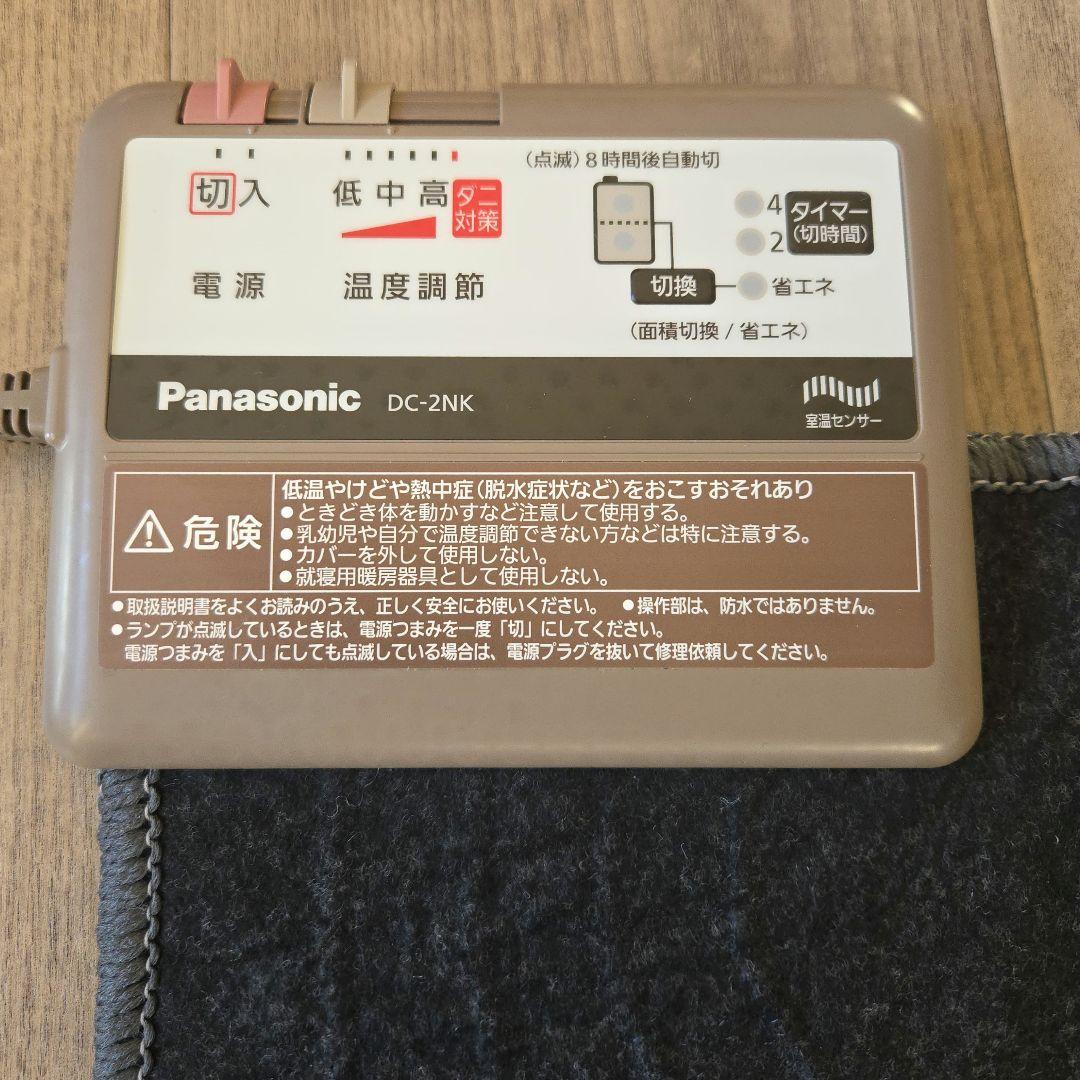 切 入
電源
低 中 高 ダニ対策
温度調節
(点滅)8時間後自動切
4
2
タイマー
(切時間)
切換
省エネ
(面積切換/省エネ)
Panasonic DC-2NK
室温センサー
危険
低温やけどや熱中症(脱水症状など)をおこすおそれあり
●ときどき体を動かすなど注意して使用する。
●乳幼児や自分で温度調節できない方などは特に注意する。
●カバーを外して使用しない。
●就寝用暖房器具として使用しない。
●取扱説明書をよくお読みのうえ、正しく安全にお使いください。 ●操作部は、防水ではありません。
●ランプが点滅しているときは、電源つまみを一度「切」にしてください。
電源つまみを「入」にしても点滅している場合は、電源プラグを抜いて修理依頼してください。